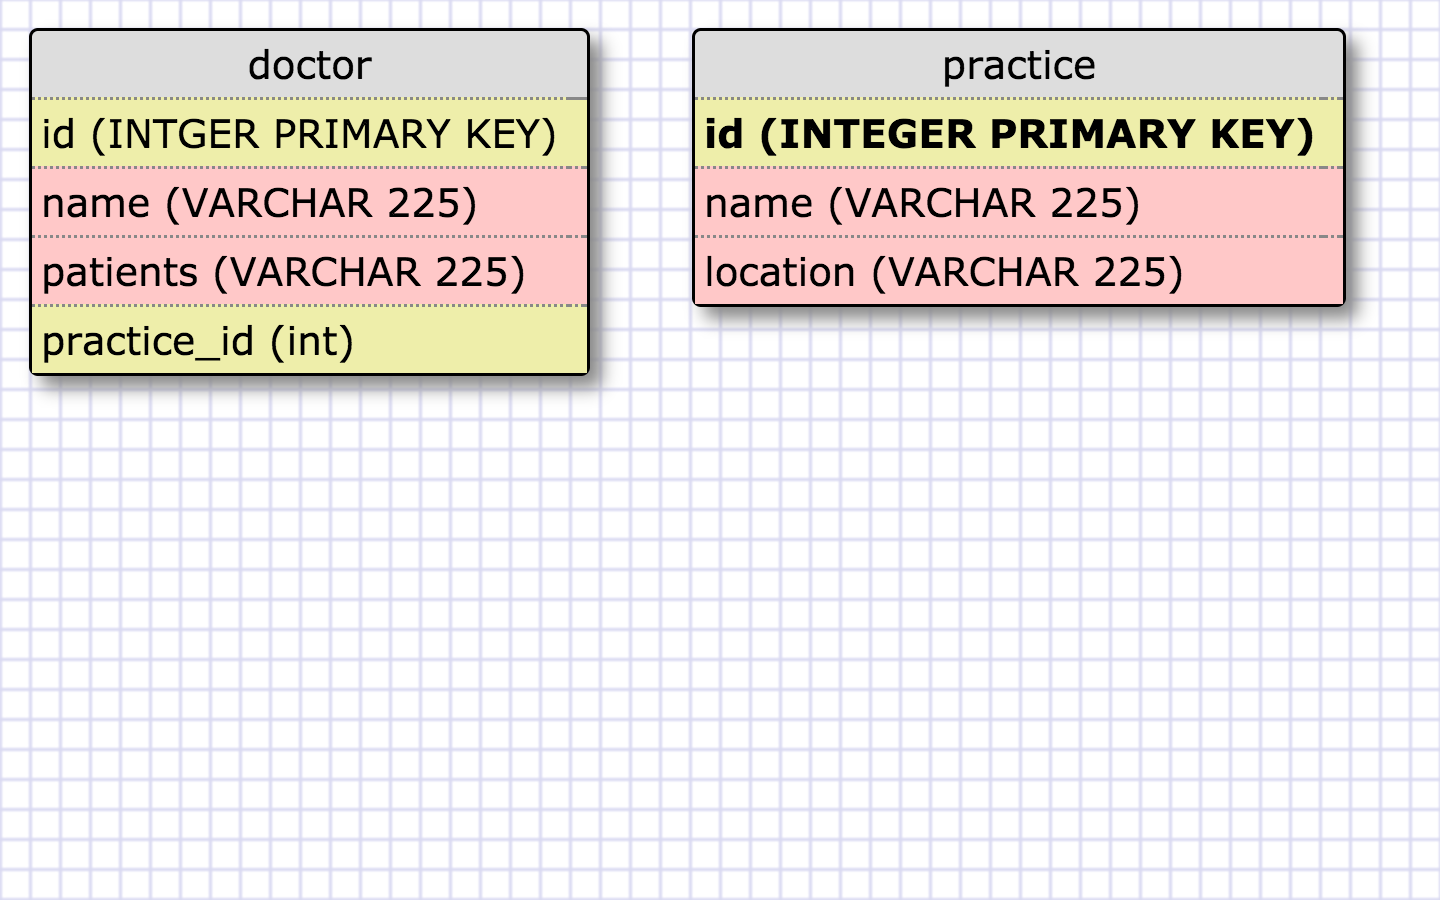 doctor
id (INTGER PRIMARY KEY)
name (VARCHAR 225)
patients (VARCHAR 225)
practice_id (int)
practice
id (INTEGER PRIMARY KEY)
name (VARCHAR 225)
location (VARCHAR 225)